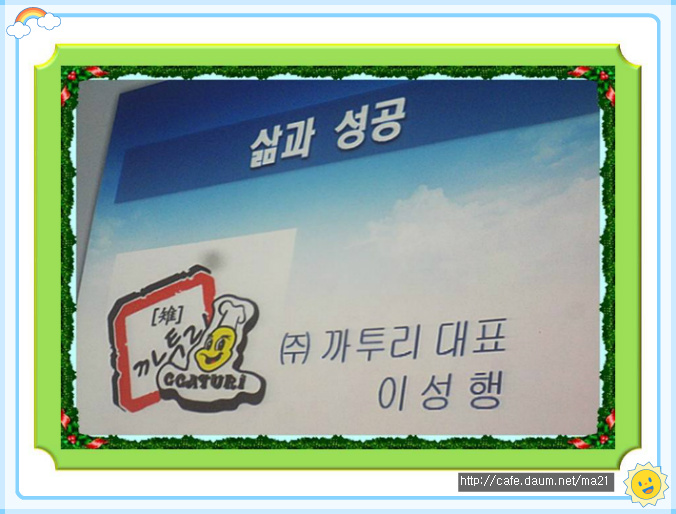 삶과 성공
[雉]
까투리
CCATURi
㈜ 까투리 대표
이 성 행
http://cafe.daum.net/ma21